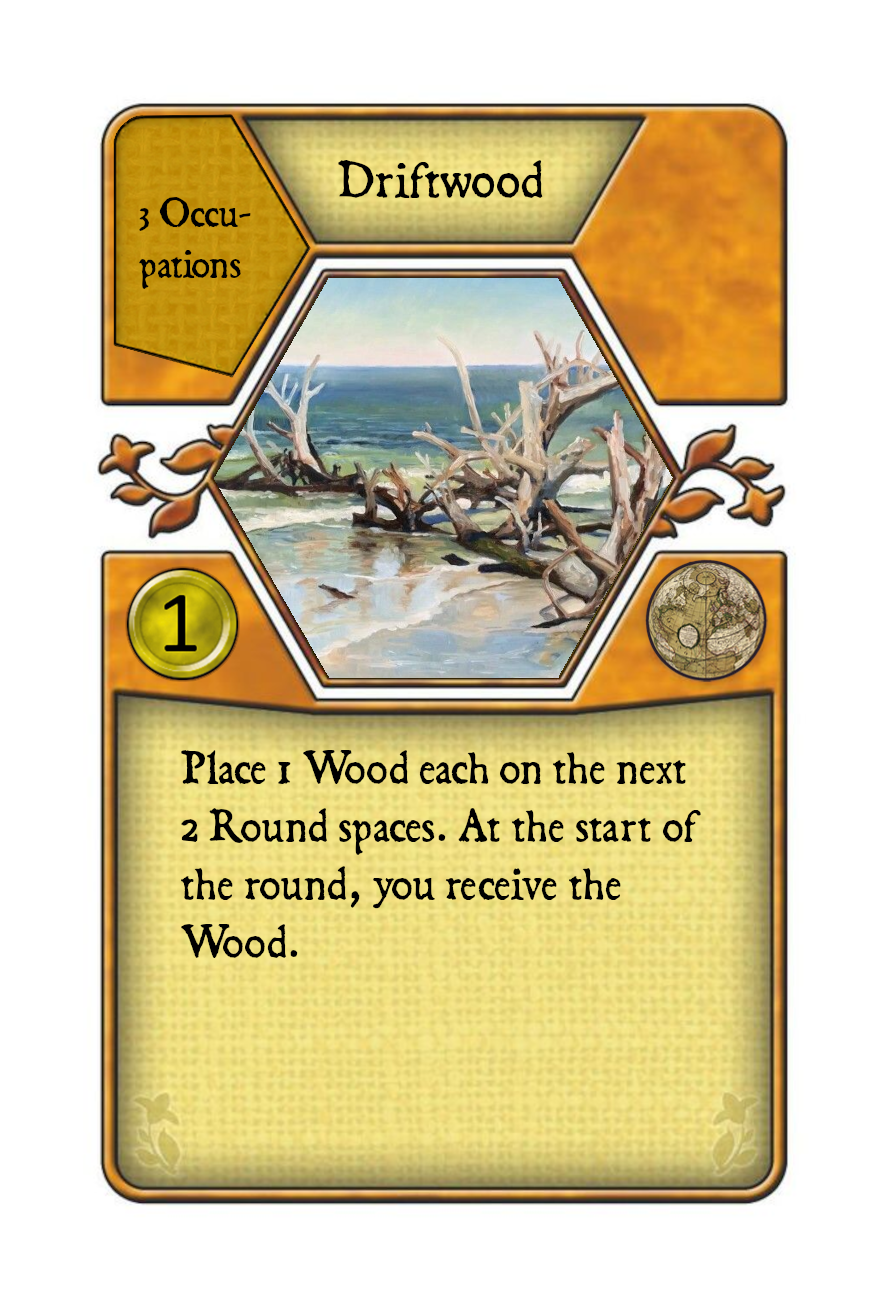 Driftwood
3 Occu-
pations
1
Place 1 Wood each on the next
2 Round spaces. At the start of
the round, you receive the
Wood.